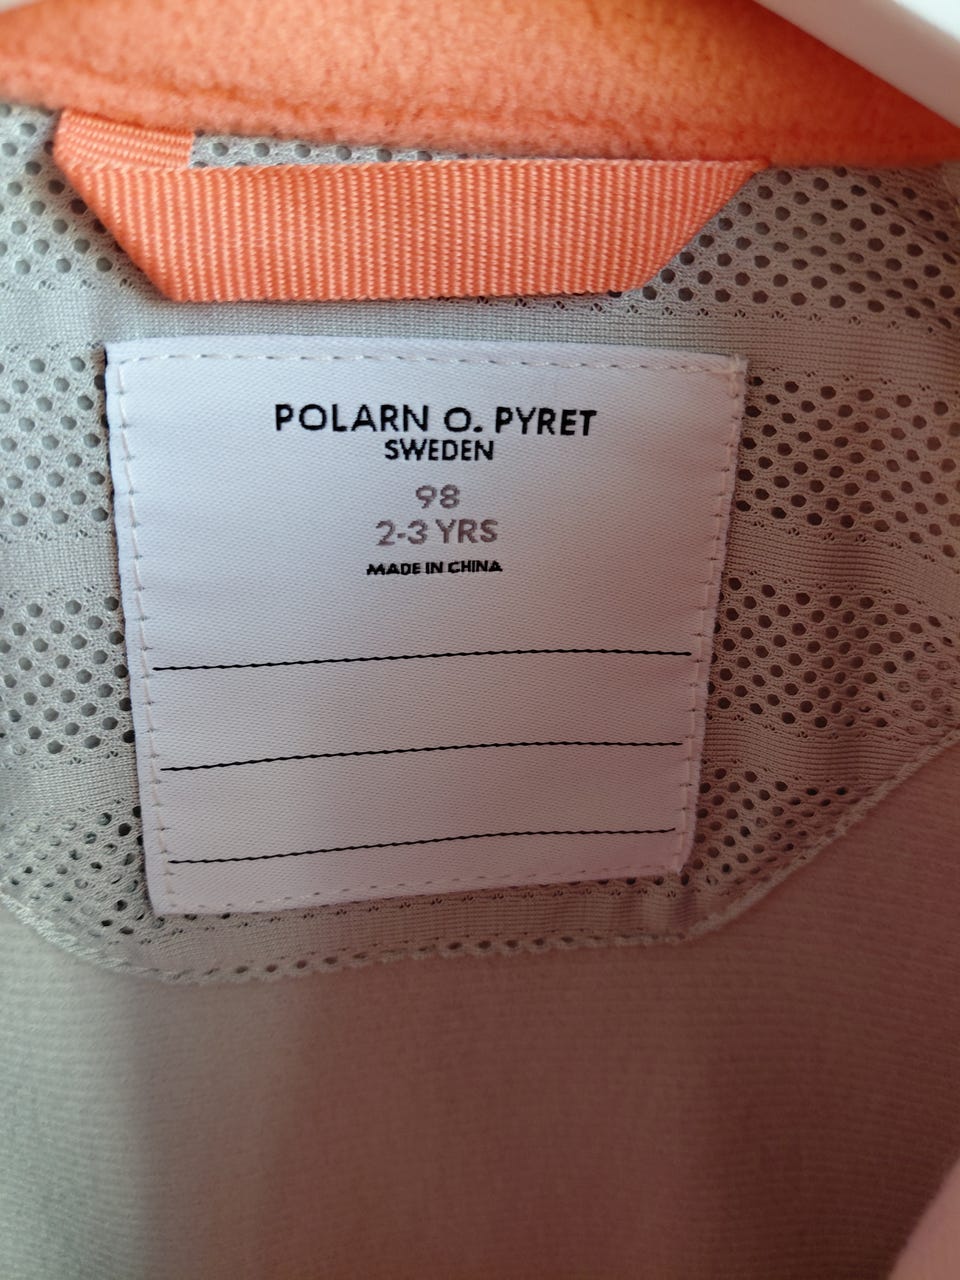 POLARN O. PYRET
SWEDEN
98
2-3 YRS
MADE IN CHINA